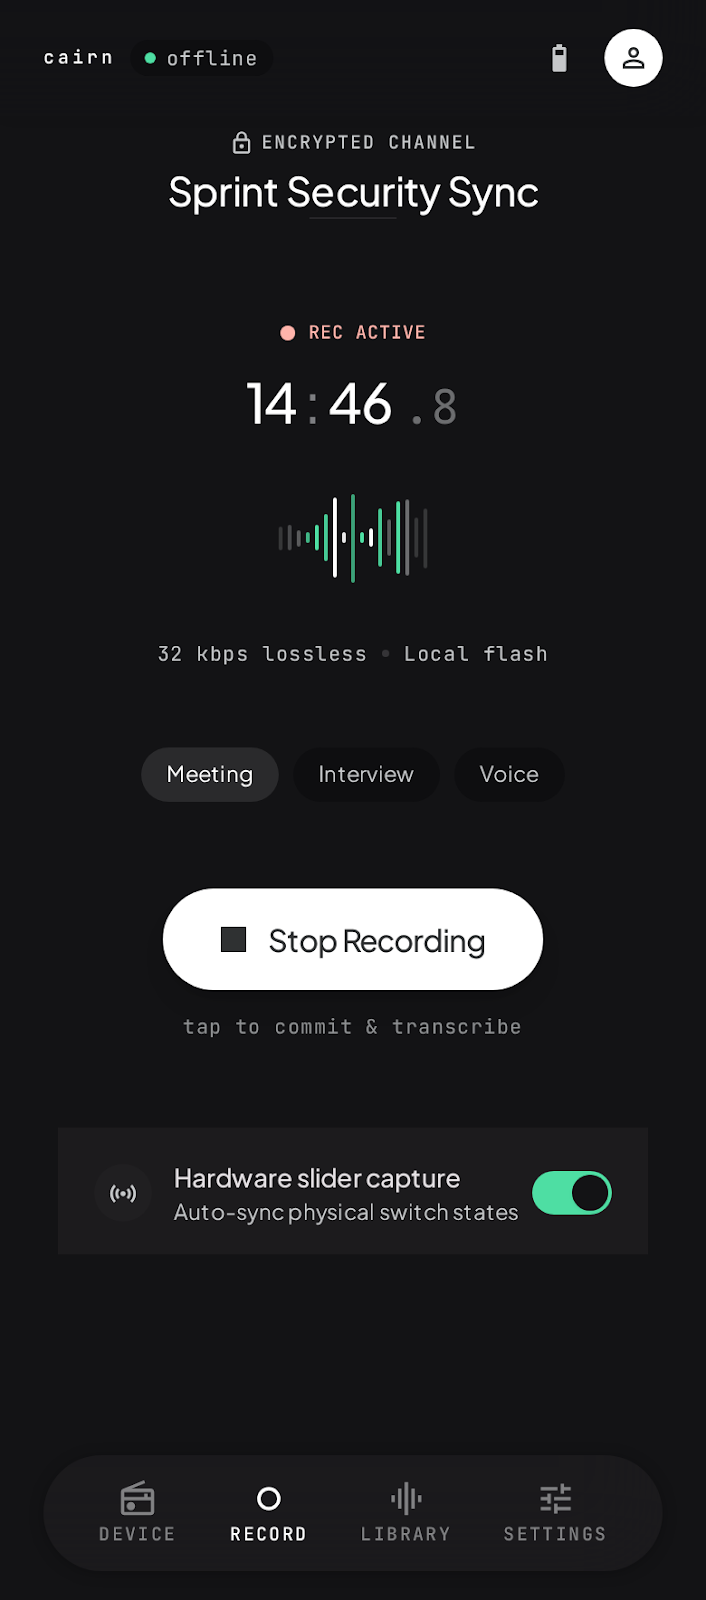 cairn offline
ENCRYPTED CHANNEL
Sprint Security Sync
REC ACTIVE
14:46.8
32 kbps lossless • Local flash
Meeting Interview Voice
Stop Recording
tap to commit & transcribe
Hardware slider capture
Auto-sync physical switch states
DEVICE RECORD LIBRARY SETTINGS